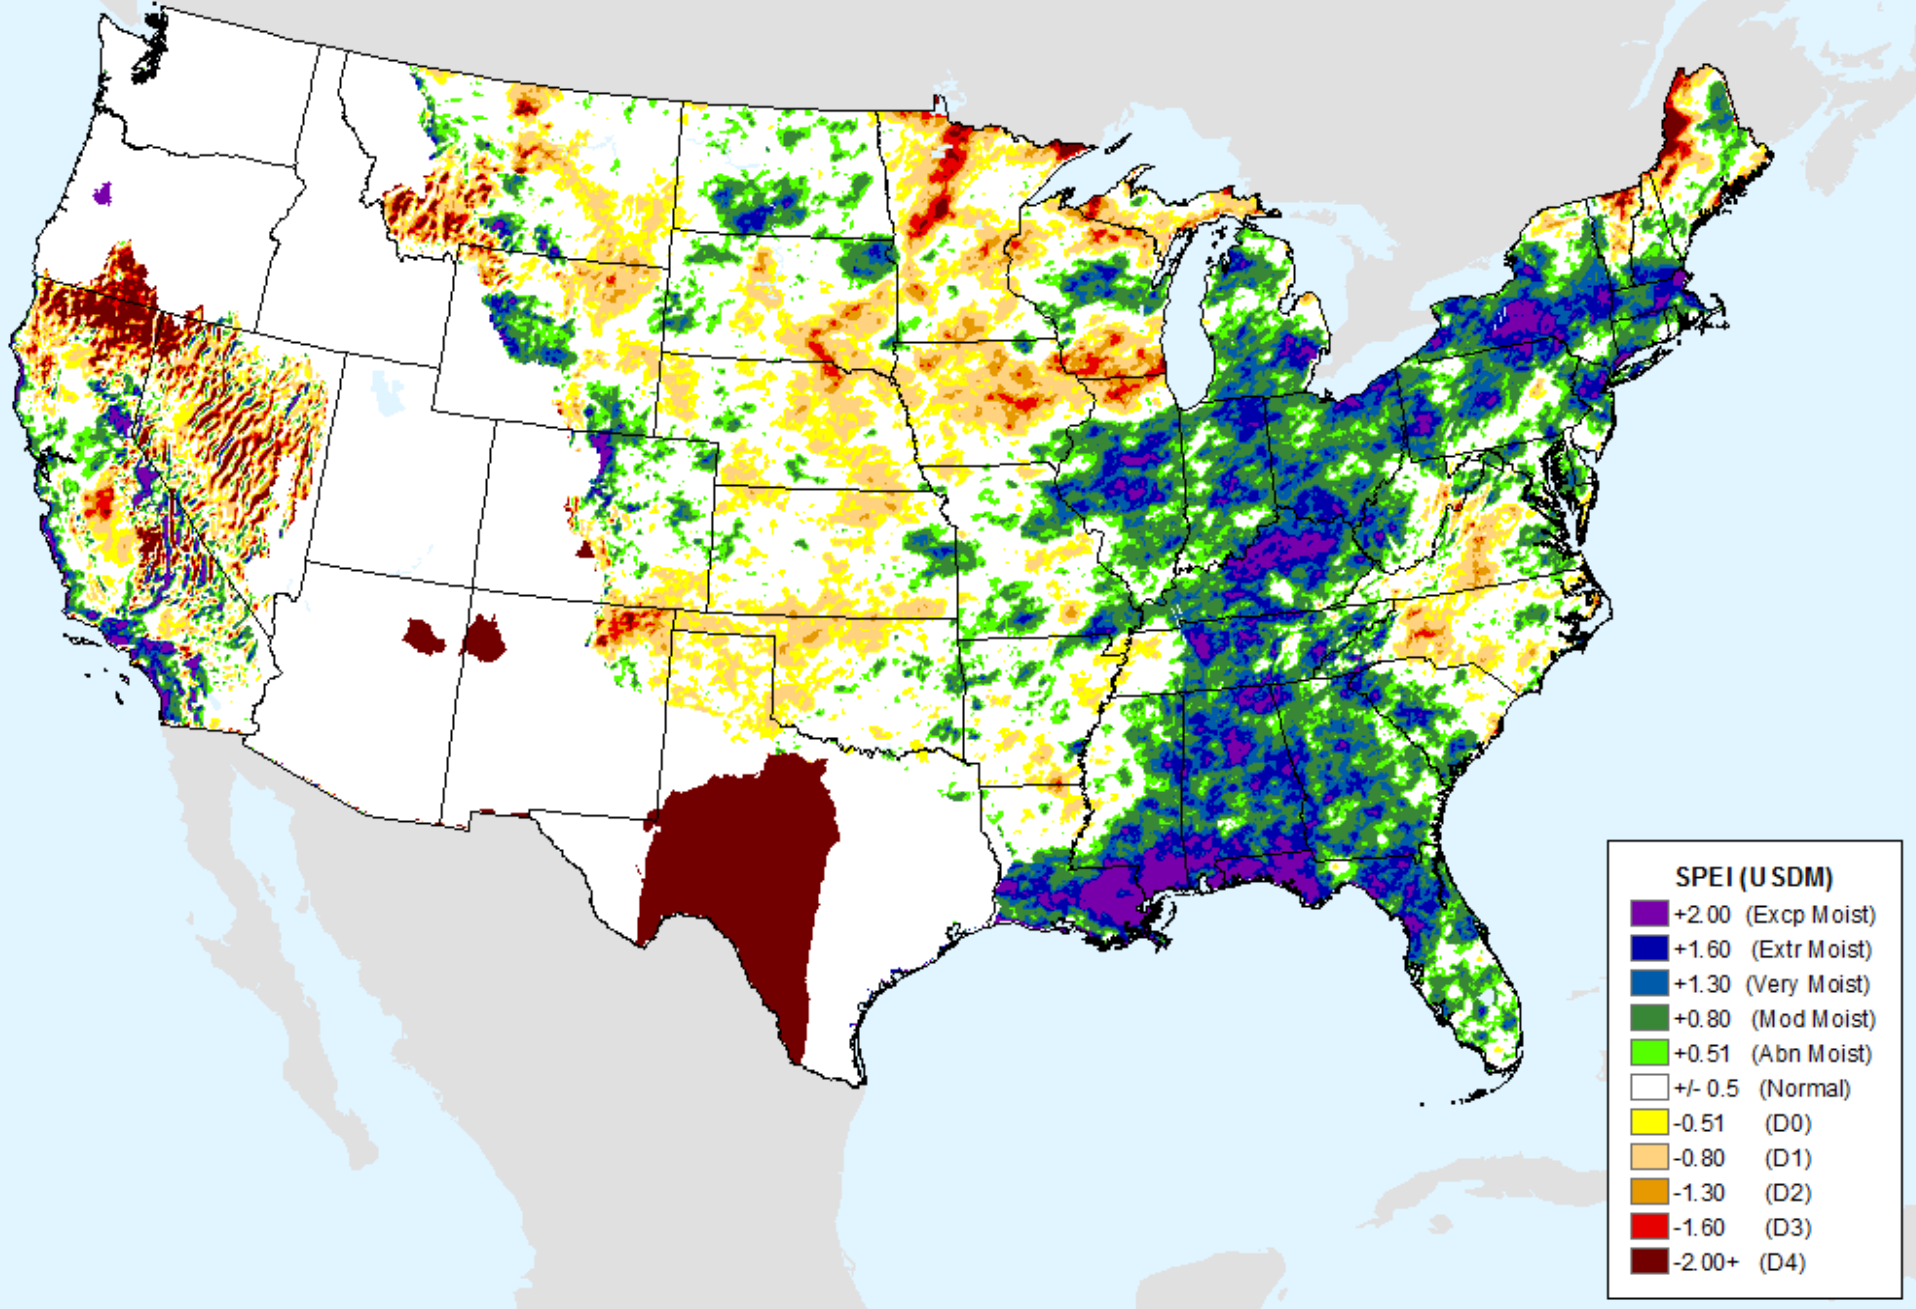 SPEI (USDM)
+2.00 (Excp Moist)
+1.60 (Extr Moist)
+1.30 (Very Moist)
+0.80 (Mod Moist)
+0.51 (Abn Moist)
+/- 0.5 (Normal)
-0.51 (D0)
-0.80 (D1)
-1.30 (D2)
-1.60 (D3)
-2.00+ (D4)